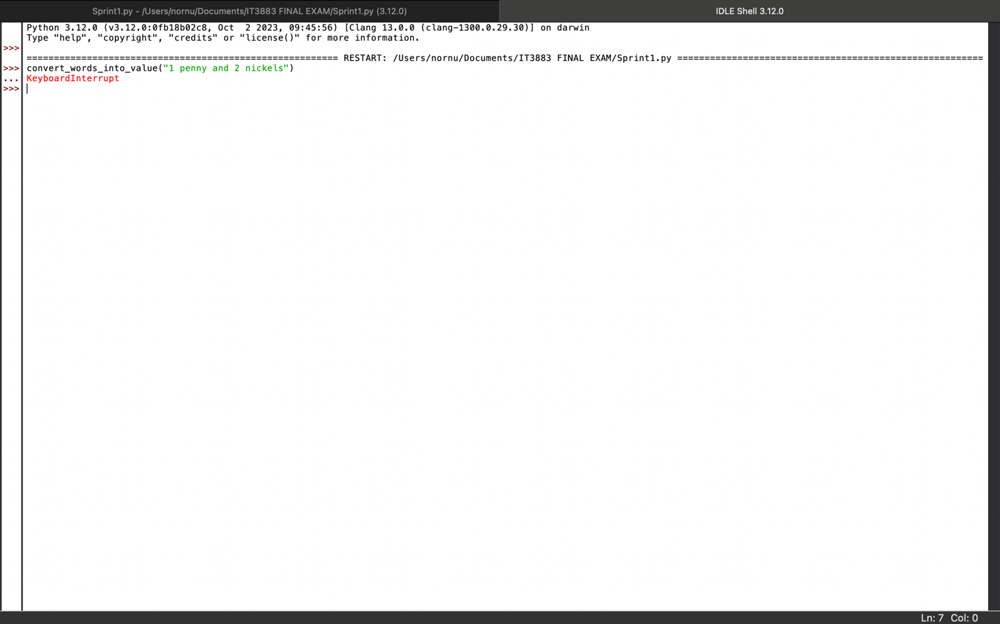 Sprint1.py - /Users/nornu/Documents/IT3883 FINAL EXAM/Sprint1.py (3.12.0)
IDLE Shell 3.12.0
Python 3.12.0 (v3.12.0:0fb18b02c8, Oct  2 2023, 09:45:56) [Clang 13.0.0 (clang-1300.0.29.30)] on darwin
Type "help", "copyright", "credits" or "license()" for more information.
>>>
========================================================= RESTART: /Users/nornu/Documents/IT3883 FINAL EXAM/Sprint1.py ========================================================
>>> convert_words_into_value("1 penny and 2 nickels")
... KeyboardInterrupt
>>>
Ln: 7  Col: 0